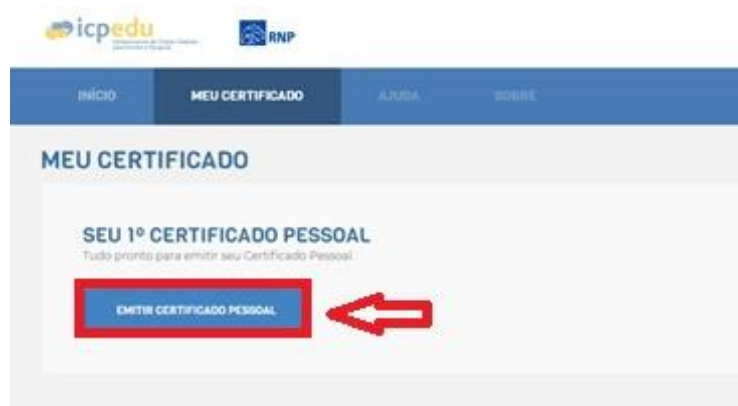 icpedu
RNP
INÍCIO MEU CERTIFICADO AJUDA SOBRE
MEU CERTIFICADO
SEU 1º CERTIFICADO PESSOAL
Tudo pronto para emitir seu Certificado Pessoal
EMITIR CERTIFICADO PESSOAL